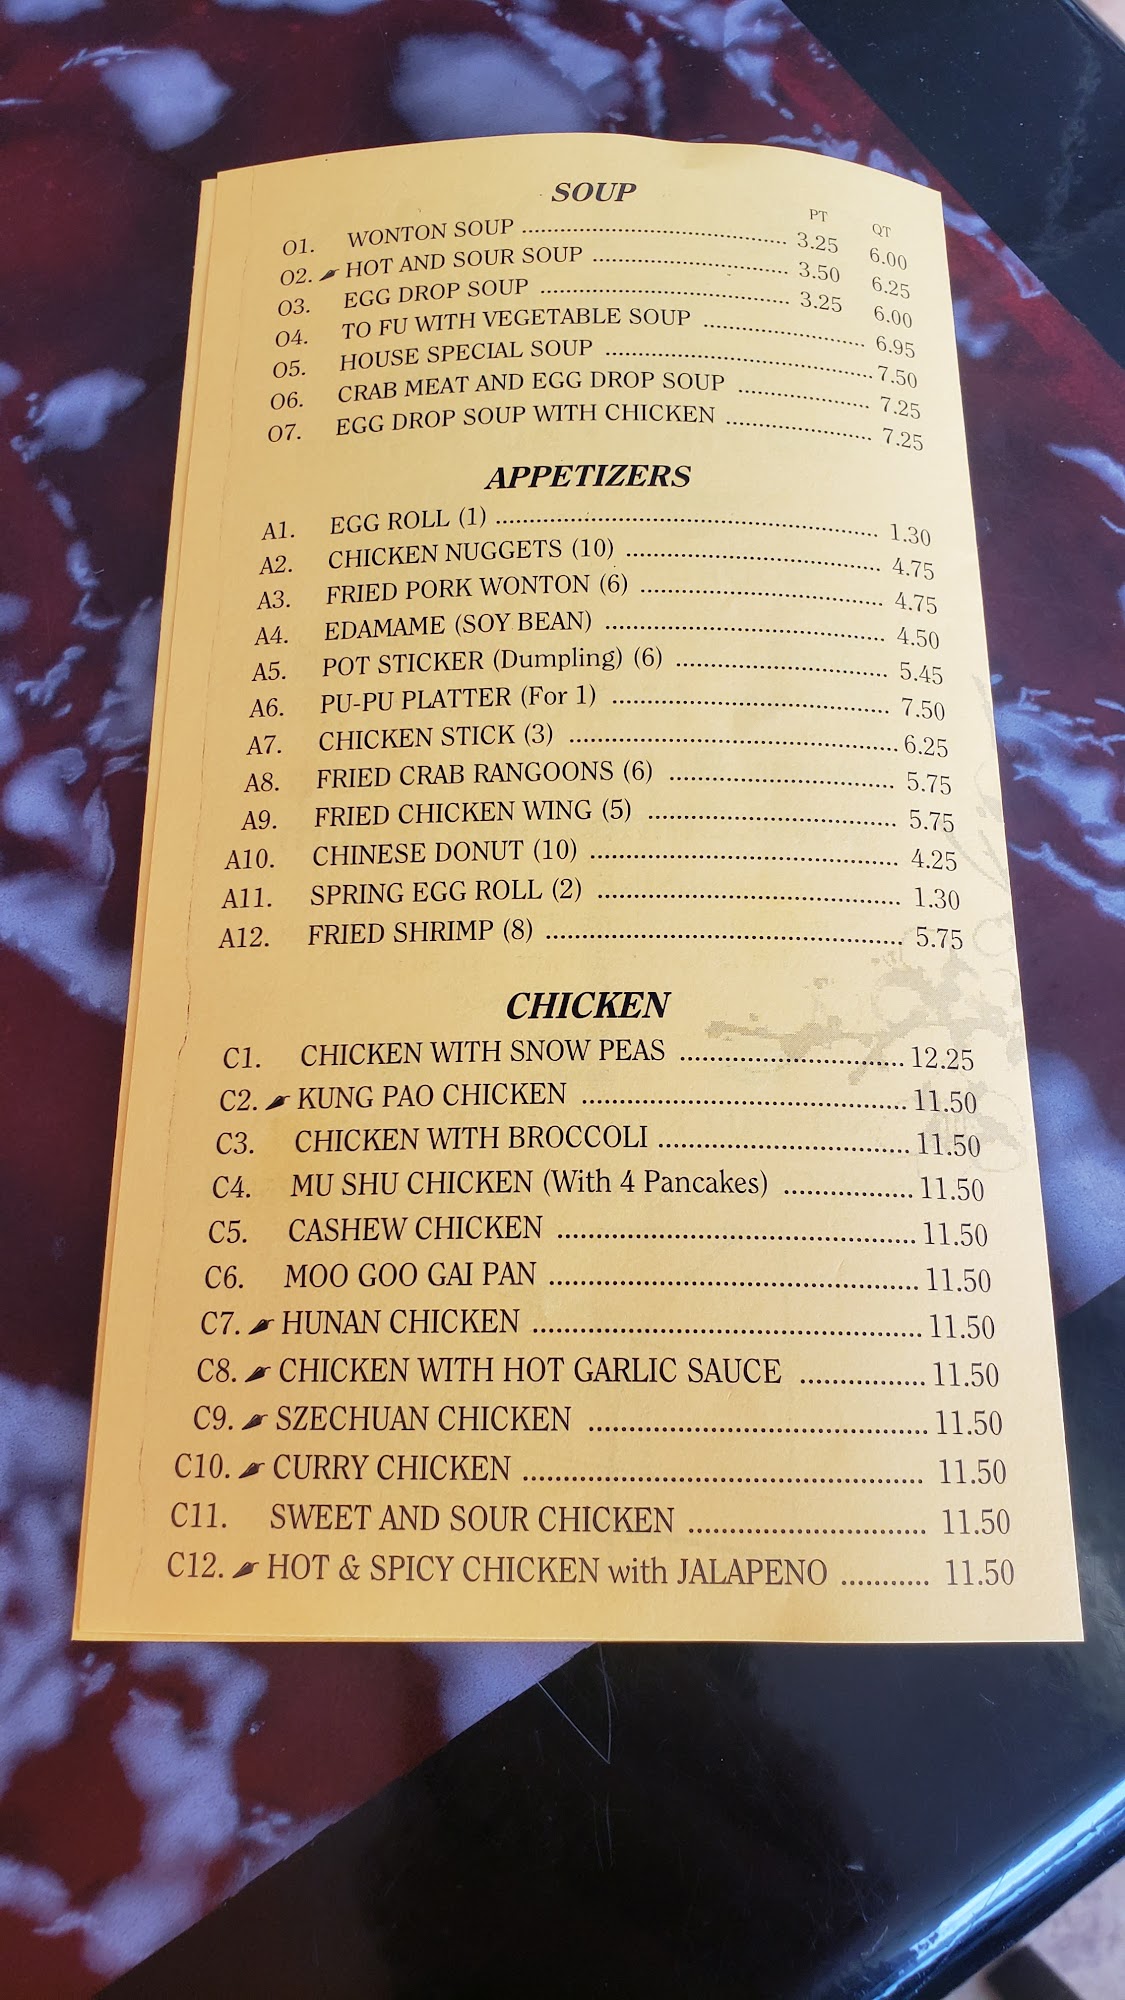 SOUP
PT QT
O1. WONTON SOUP 3.25 6.00
O2. HOT AND SOUR SOUP 3.50 6.25
O3. EGG DROP SOUP 3.25 6.00
O4. TO FU WITH VEGETABLE SOUP 6.95
O5. HOUSE SPECIAL SOUP 7.50
O6. CRAB MEAT AND EGG DROP SOUP 7.25
O7. EGG DROP SOUP WITH CHICKEN 7.25
APPETIZERS
A1. EGG ROLL (1) 1.30
A2. CHICKEN NUGGETS (10) 4.75
A3. FRIED PORK WONTON (6) 4.75
A4. EDAMAME (SOY BEAN) 4.50
A5. POT STICKER (Dumpling) (6) 5.45
A6. PU-PU PLATTER (For 1) 7.50
A7. CHICKEN STICK (3) 6.25
A8. FRIED CRAB RANGOONS (6) 5.75
A9. FRIED CHICKEN WING (5) 5.75
A10. CHINESE DONUT (10) 4.25
A11. SPRING EGG ROLL (2) 1.30
A12. FRIED SHRIMP (8) 5.75
CHICKEN
C1. CHICKEN WITH SNOW PEAS 12.25
C2. KUNG PAO CHICKEN 11.50
C3. CHICKEN WITH BROCCOLI 11.50
C4. MU SHU CHICKEN (With 4 Pancakes) 11.50
C5. CASHEW CHICKEN 11.50
C6. MOO GOO GAI PAN 11.50
C7. HUNAN CHICKEN 11.50
C8. CHICKEN WITH HOT GARLIC SAUCE 11.50
C9. SZECHUAN CHICKEN 11.50
C10. CURRY CHICKEN 11.50
C11. SWEET AND SOUR CHICKEN 11.50
C12. HOT & SPICY CHICKEN with JALAPENO 11.50